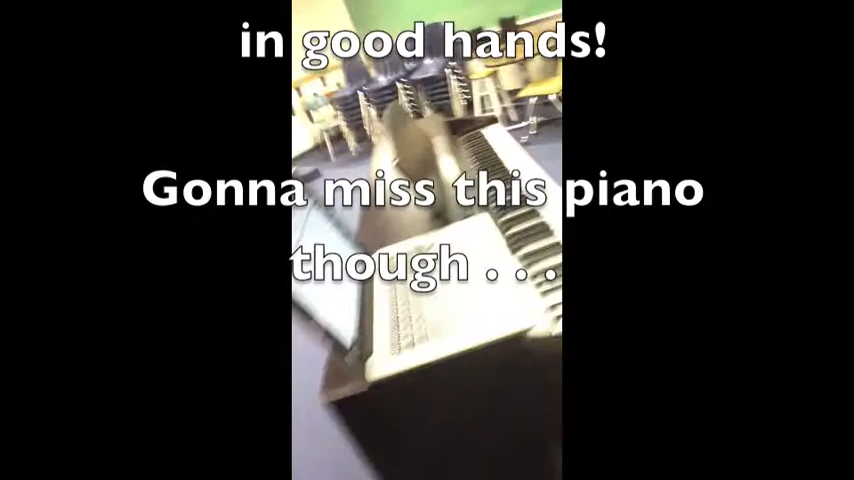 in good hands!
Gonna miss this piano
though . . .